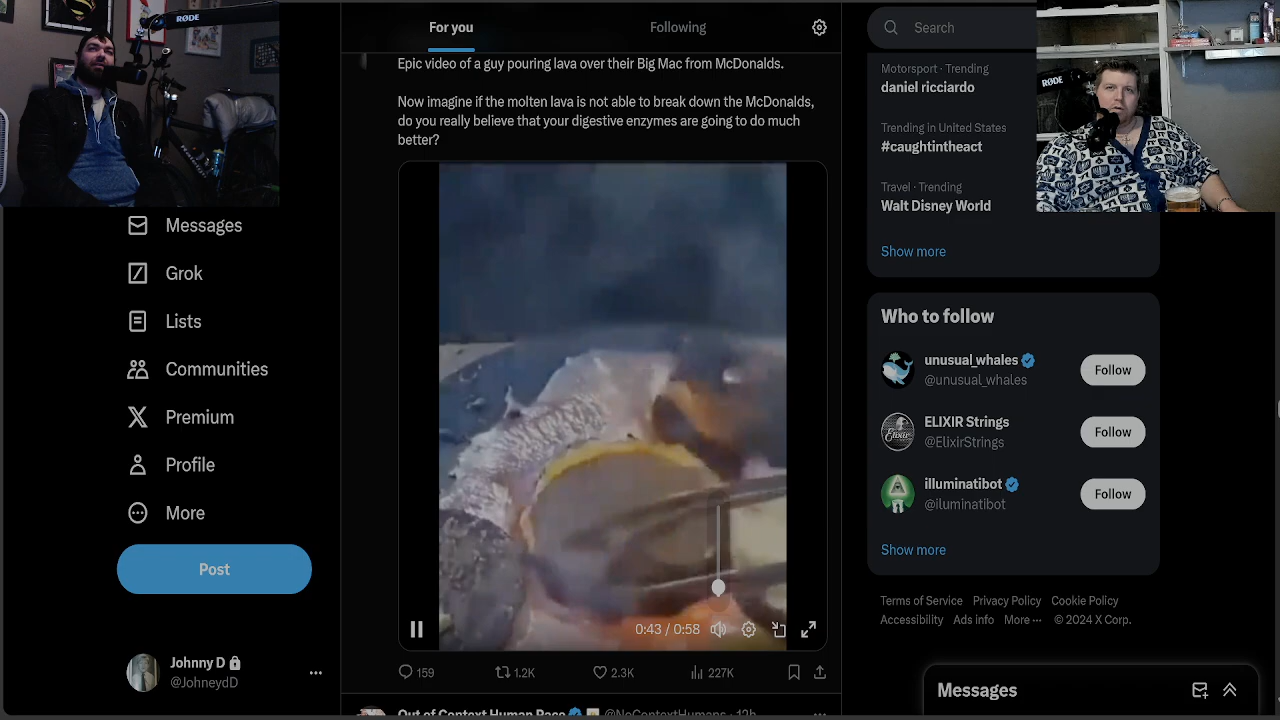 RØDE
For you
Following
Search
Epic video of a guy pouring lava over their Big Mac from McDonalds.
Now imagine if the molten lava is not able to break down the McDonalds,
do you really believe that your digestive enzymes are going to do much
better?
Motorsport · Trending
daniel ricciardo
Trending in United States
#caughtintheact
Travel · Trending
Walt Disney World
Show more
RØDE
Messages
Grok
Lists
Communities
Premium
Profile
More
Post
Johnny D
@JohneydD
Who to follow
unusual_whales
@unusual_whales
Follow
ELIXIR Strings
@ElixirStrings
Follow
illuminatibot
@iluminatibot
Follow
Show more
Terms of Service Privacy Policy Cookie Policy
Accessibility Ads info More ··· © 2024 X Corp.
0:43 / 0:58
159
1.2K
2.3K
227K
Out of Context Human Race @NoContextHumans · 12h
Messages